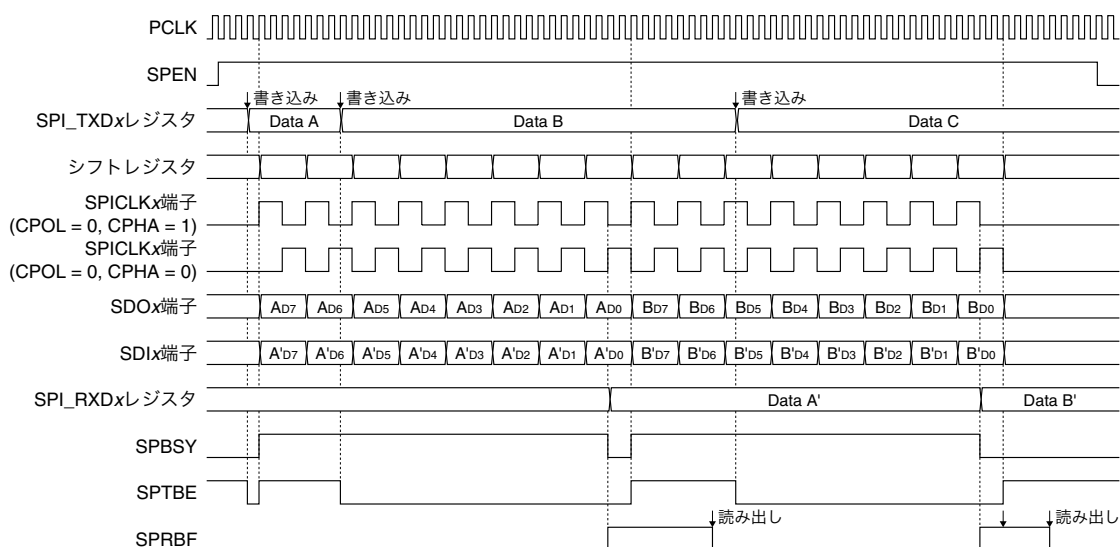 PCLK
SPEN
書き込み 書き込み 書き込み
SPI_TXDxレジスタ Data A Data B Data C
シフトレジスタ
SPICLKx端子
(CPOL = 0, CPHA = 1)
SPICLKx端子
(CPOL = 0, CPHA = 0)
SDOx端子 AD7 AD6 AD5 AD4 AD3 AD2 AD1 AD0 BD7 BD6 BD5 BD4 BD3 BD2 BD1 BD0
SDIx端子 A'D7 A'D6 A'D5 A'D4 A'D3 A'D2 A'D1 A'D0 B'D7 B'D6 B'D5 B'D4 B'D3 B'D2 B'D1 B'D0
SPI_RXDxレジスタ Data A' Data B'
SPBSY
SPTBE
読み出し 読み出し
SPRBF